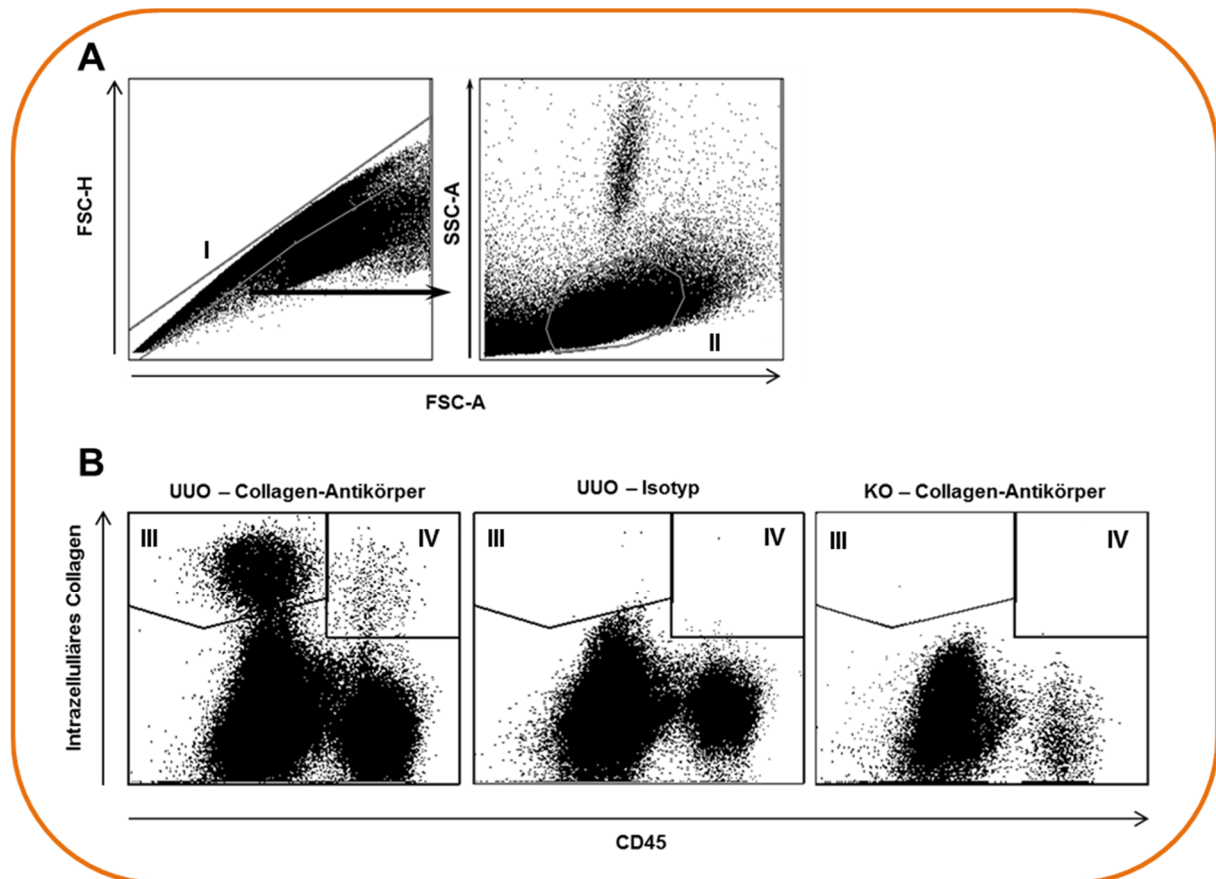 A
FSC-H
I
SSC-A
II
FSC-A
B
UUO – Collagen-Antikörper
UUO – Isotyp
KO – Collagen-Antikörper
Intrazelluläres Collagen
III
IV
III
IV
III
IV
CD45